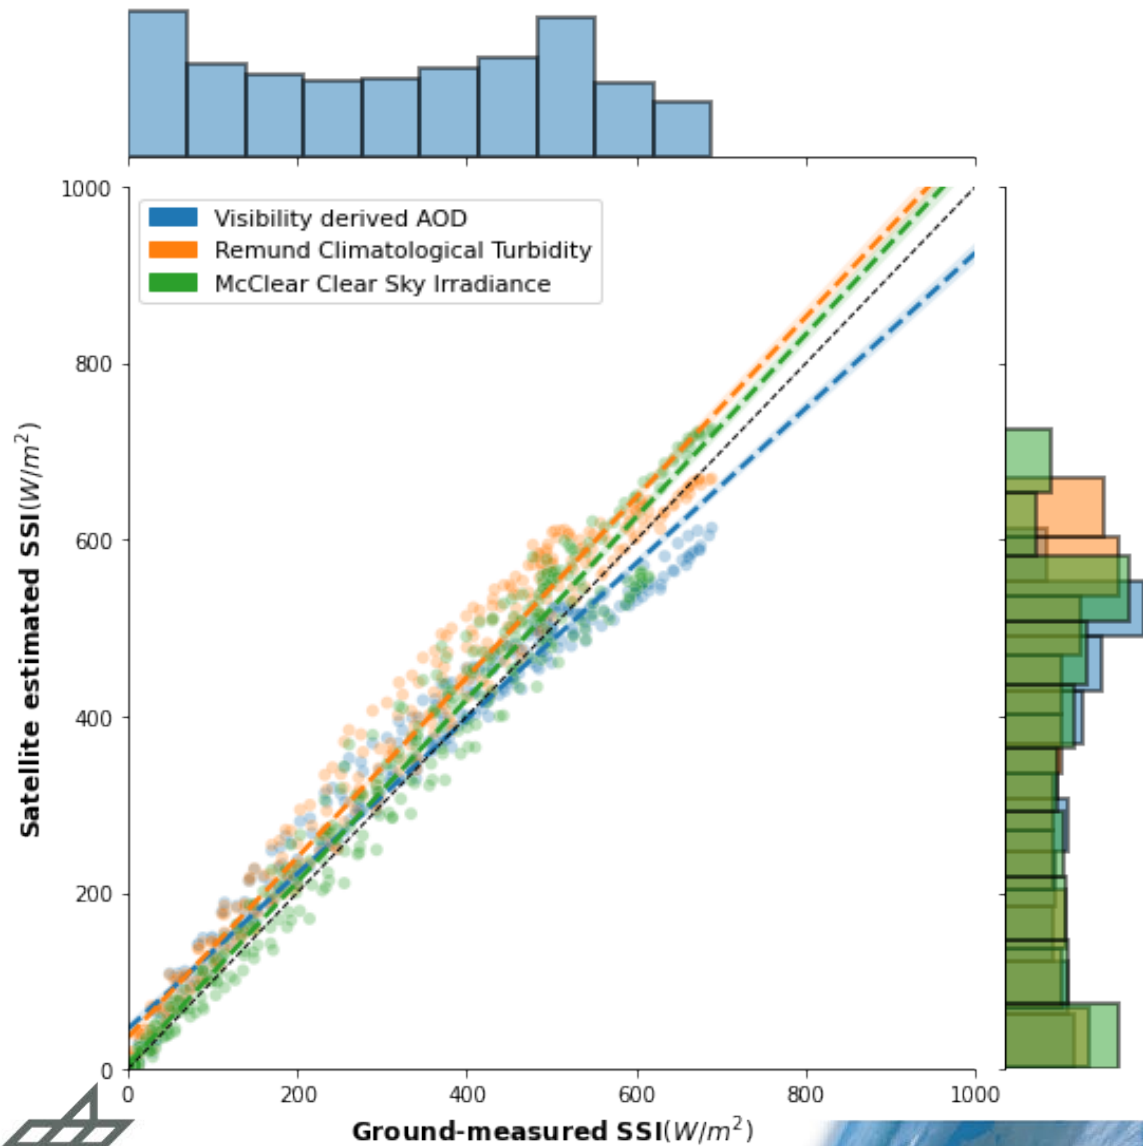 1000
Visibility derived AOD
Remund Climatological Turbidity
McClear Clear Sky Irradiance
800
600
400
200
0
Satellite estimated SSI(W/m²)
0 200 400 600 800 1000
Ground-measured SSI(W/m²)